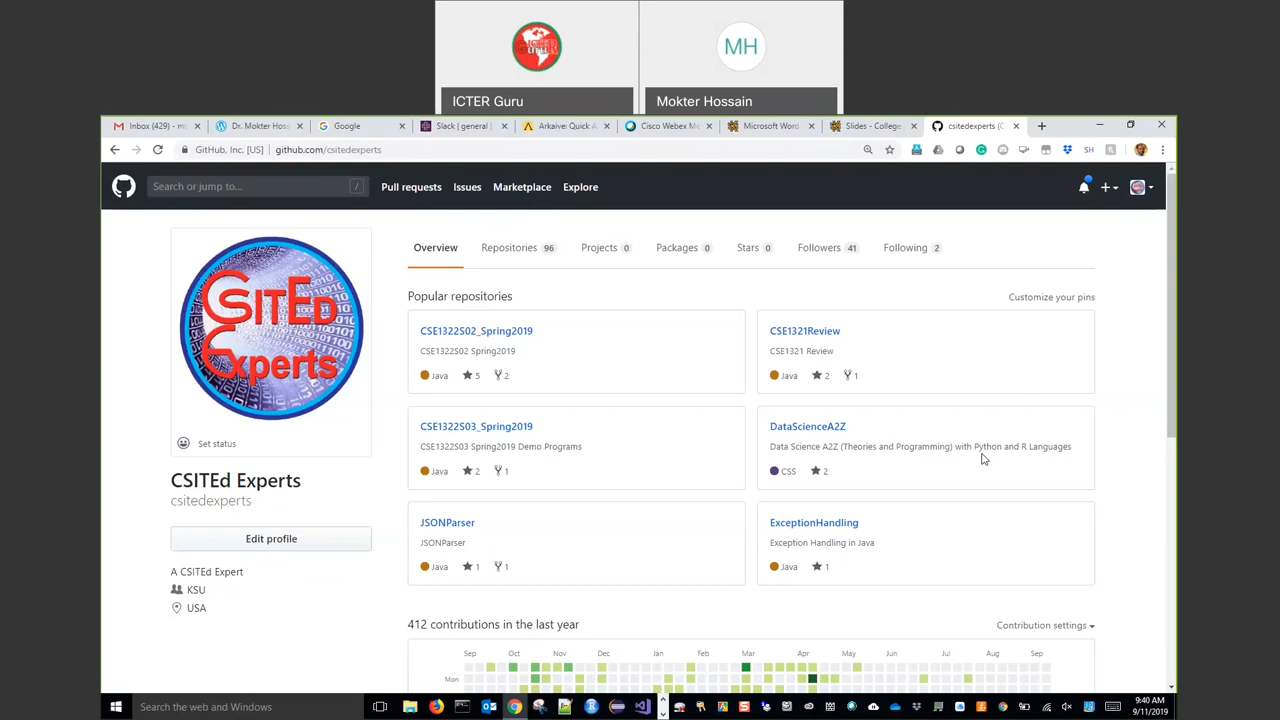 MH
ICTER Guru
Mokter Hossain
Inbox (429) - m
Dr. Mokter Hoss
Google
Slack | general |
Arkaive: Quick A
Cisco Webex Me
Microsoft Word
Slides - College
csitedexperts (C
GitHub, Inc. [US]
github.com/csitedexperts
SH
Search or jump to...
/
Pull requests
Issues
Marketplace
Explore
Overview
Repositories 96
Projects 0
Packages 0
Stars 0
Followers 41
Following 2
CSITEd
Experts
Set status
CSITEd Experts
csitedexperts
Edit profile
A CSITEd Expert
KSU
USA
Popular repositories
Customize your pins
CSE1322S02_Spring2019
CSE1322S02 Spring2019
Java 5 2
CSE1321Review
CSE1321 Review
Java 2 1
CSE1322S03_Spring2019
CSE1322S03 Spring2019 Demo Programs
Java 2 1
DataScienceA2Z
Data Science A2Z (Theories and Programming) with Python and R Languages
CSS 2
JSONParser
JSONParser
Java 1 1
ExceptionHandling
Exception Handling in Java
Java 1
412 contributions in the last year
Contribution settings
Sep Oct Nov Dec Jan Feb Mar Apr May Jun Jul Aug Sep
Mon
Search the web and Windows
9:40 AM
9/11/2019